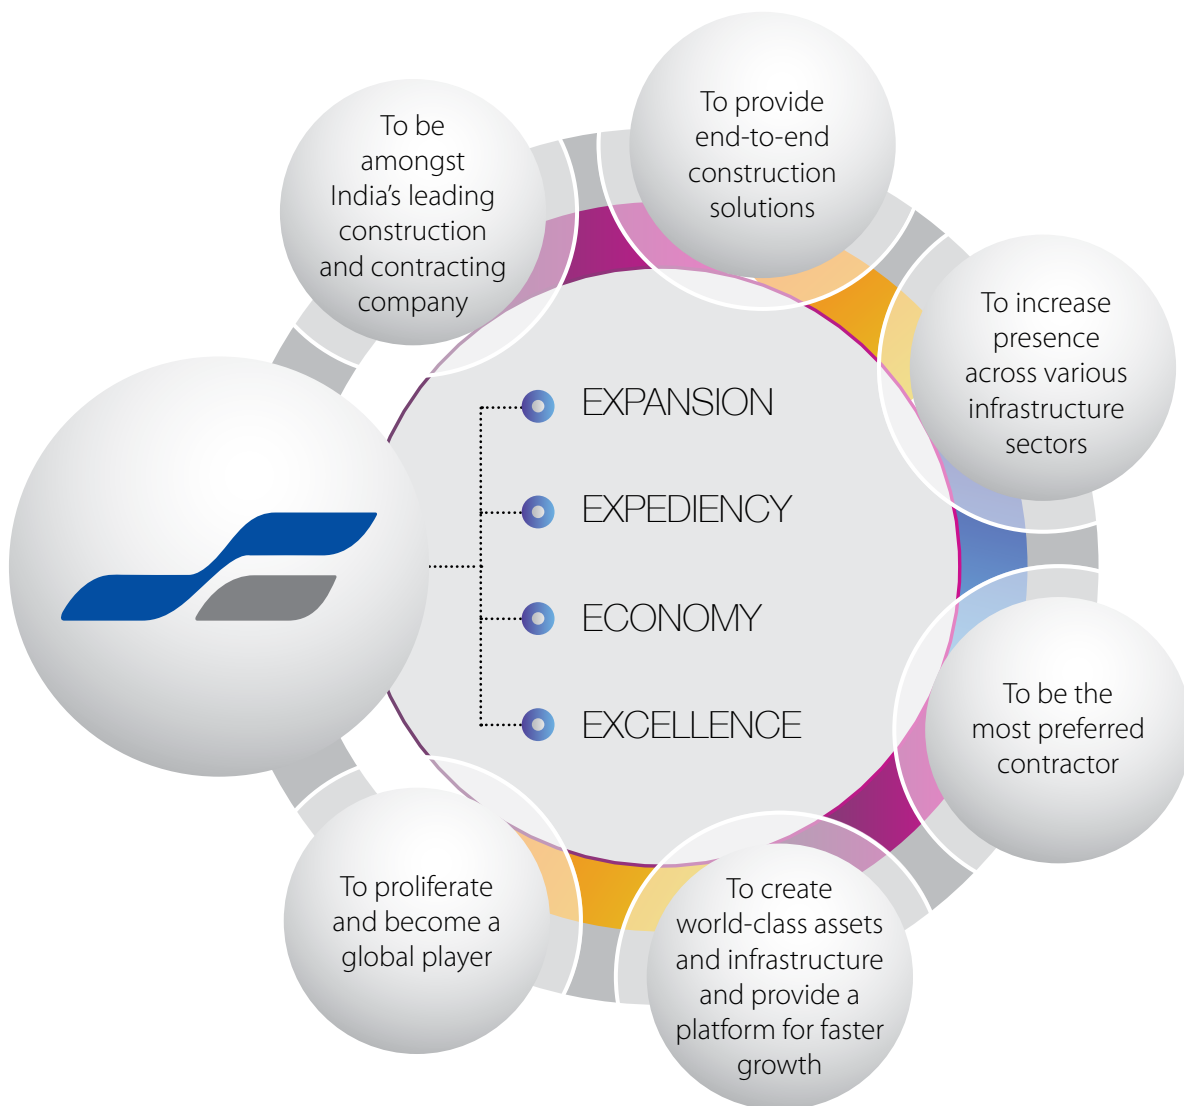 To be
amongst
India's leading
construction
and contracting
company
To provide
end-to-end
construction
solutions
To increase
presence
across various
infrastructure
sectors
To be the
most preferred
contractor
To create
world-class assets
and infrastructure
and provide a
platform for faster
growth
To proliferate
and become a
global player
EXPANSION
EXPEDIENCY
ECONOMY
EXCELLENCE